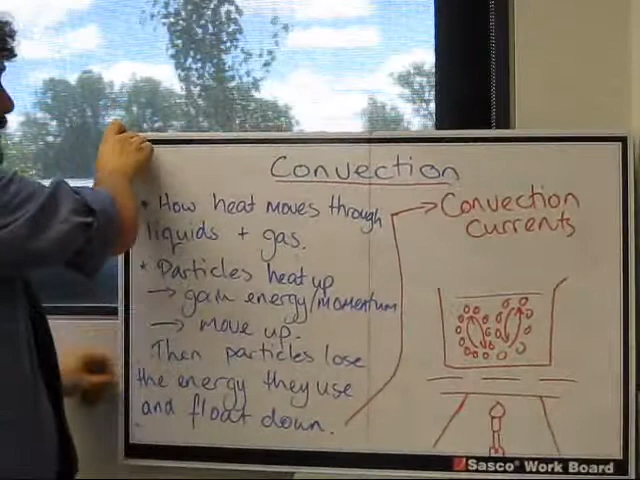 Convection
* How heat moves through
liquids + gas.
* Particles heat up
→ gain energy/momentum
→ move up.
Then particles lose
the energy they use
and float down.
Convection
Currents
Sasco® Work Board